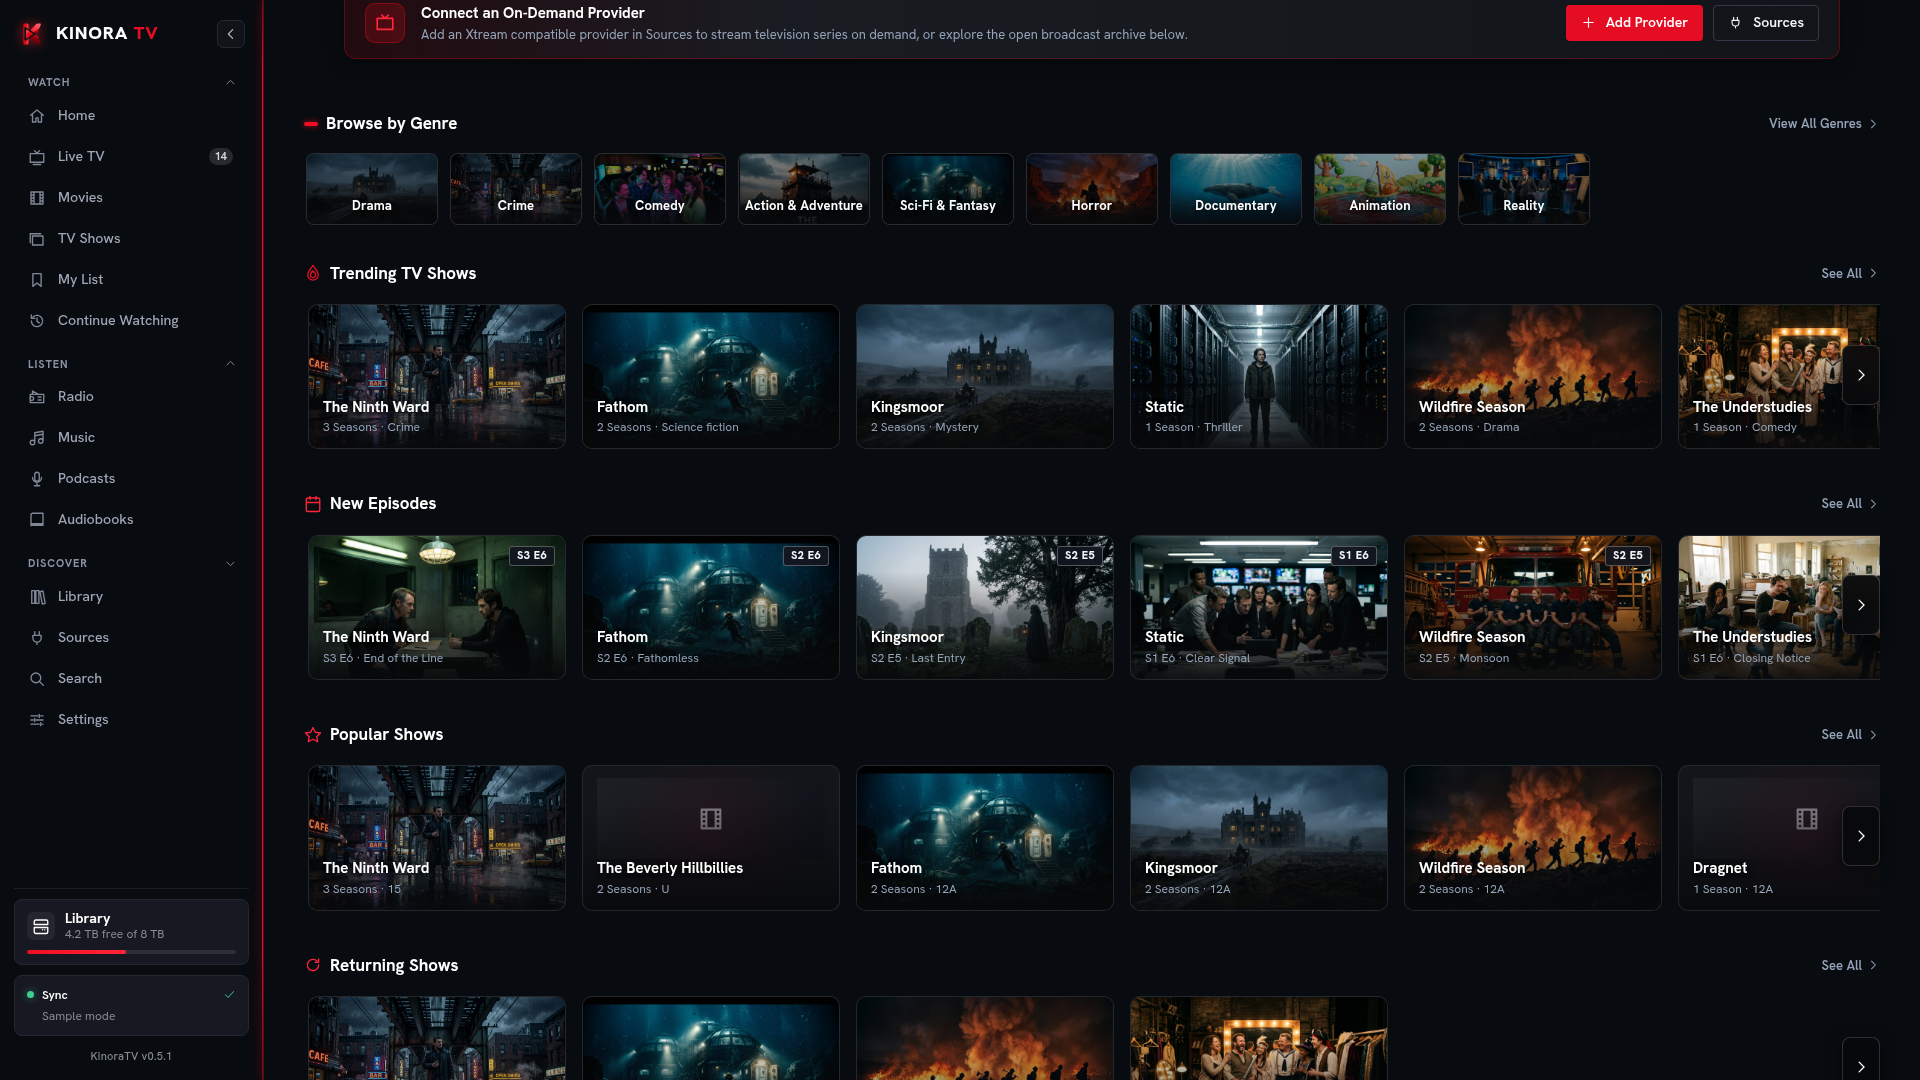 KINORA TV
WATCH
Home
Live TV
14
Movies
TV Shows
My List
Continue Watching
LISTEN
Radio
Music
Podcasts
Audiobooks
DISCOVER
Library
Sources
Search
Settings
Library
4.2 TB free of 8 TB
Sync
Sample mode
KinoraTV v0.5.1
Connect an On-Demand Provider
Add an Xtream compatible provider in Sources to stream television series on demand, or explore the open broadcast archive below.
Add Provider
Sources
Browse by Genre
View All Genres
Drama
Crime
Comedy
Action & Adventure
Sci-Fi & Fantasy
Horror
Documentary
Animation
Reality
Trending TV Shows
See All
CAFE
BAR
The Ninth Ward
3 Seasons · Crime
Fathom
2 Seasons · Science fiction
Kingsmoor
2 Seasons · Mystery
Static
1 Season · Thriller
Wildfire Season
2 Seasons · Drama
The Understudies
1 Season · Comedy
New Episodes
See All
S3 E6
The Ninth Ward
S3 E6 · End of the Line
S2 E6
Fathom
S2 E6 · Fathomless
S2 E5
Kingsmoor
S2 E5 · Last Entry
S1 E6
Static
S1 E6 · Clear Signal
S2 E5
Wildfire Season
S2 E5 · Monsoon
The Understudies
S1 E6 · Closing Notice
Popular Shows
See All
CAFE
BAR
The Ninth Ward
3 Seasons · 15
The Beverly Hillbillies
2 Seasons · U
Fathom
2 Seasons · 12A
Kingsmoor
2 Seasons · 12A
Wildfire Season
2 Seasons · 12A
Dragnet
1 Season · 12A
Returning Shows
See All
CAFE
BAR